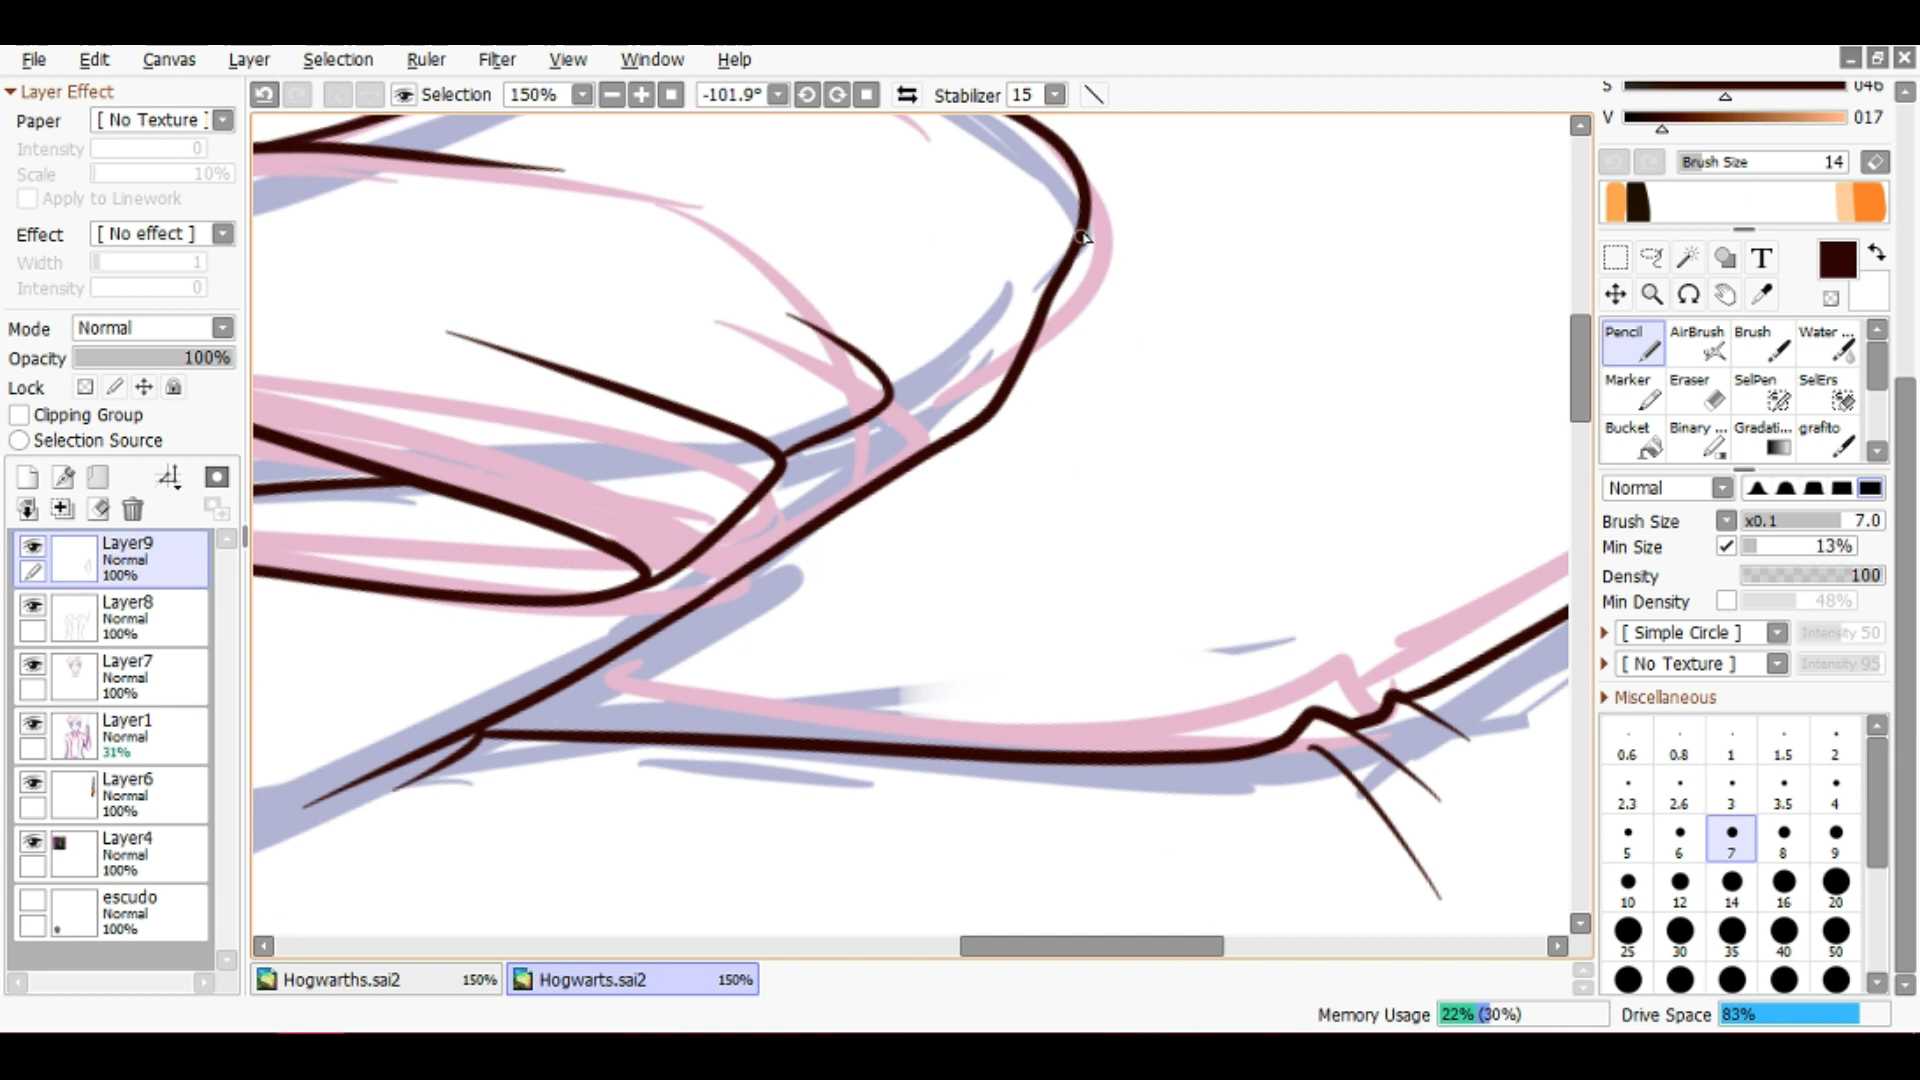 File Edit Canvas Layer Selection Ruler Filter View Window Help
Layer Effect
Paper [ No Texture ]
Intensity 0
Scale 10%
Apply to Linework
Effect [ No effect ]
Width 1
Intensity 0
Mode Normal
Opacity 100%
Lock
Clipping Group
Selection Source
Layer9
Normal
100%
Layer8
Normal
100%
Layer7
Normal
100%
Layer1
Normal
31%
Layer6
Normal
100%
Layer4
Normal
100%
escudo
Normal
100%
Selection 150% -101.9° Stabilizer 15
Hogwarths.sai2 150% Hogwarts.sai2 150%
Memory Usage 22% (30%) Drive Space 83%
S 046
V 017
Brush Size 14
T
Pencil AirBrush Brush Water ...
Marker Eraser SelPen SelErs
Bucket Binary ... Gradati... grafito
Normal
Brush Size x0.1 7.0
Min Size 13%
Density 100
Min Density 48%
[ Simple Circle ] Intensity 50
[ No Texture ] Intensity 95
Miscellaneous
0.6 0.8 1 1.5 2
2.3 2.6 3 3.5 4
5 6 7 8 9
10 12 14 16 20
25 30 35 40 50